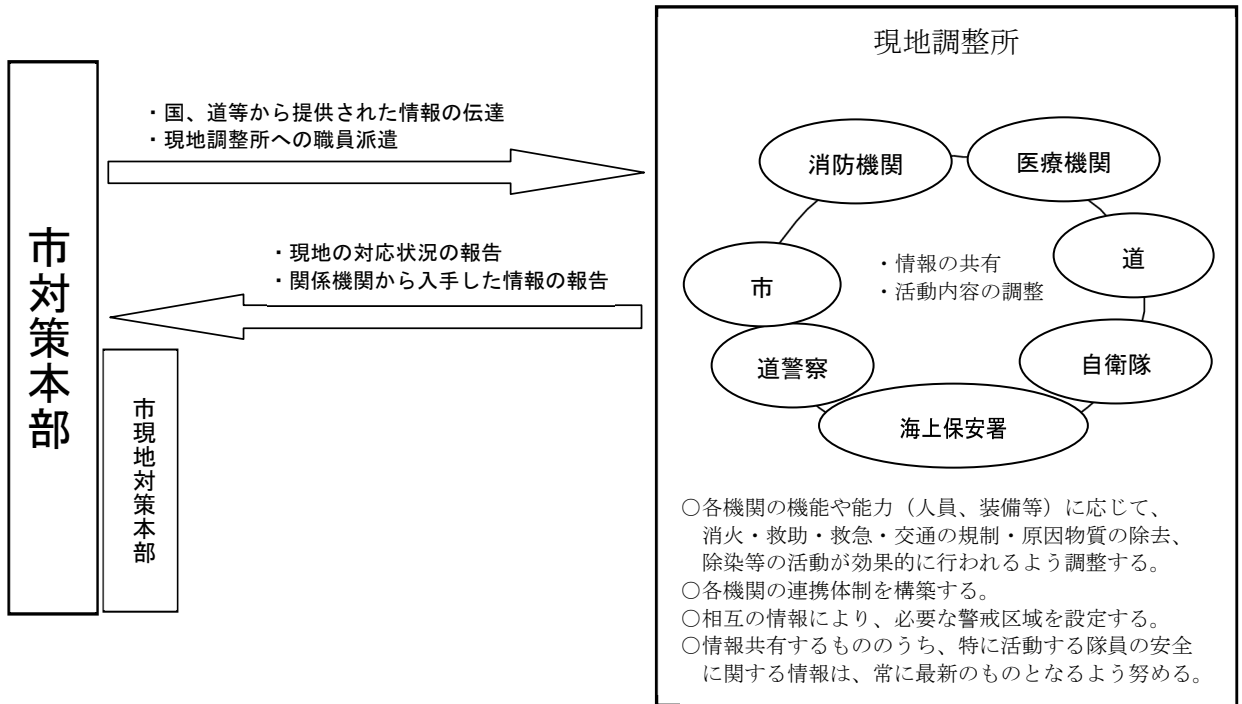 市対策本部
市現地対策本部
・国、道等から提供された情報の伝達
・現地調整所への職員派遣
・現地の対応状況の報告
・関係機関から入手した情報の報告
現地調整所
消防機関
医療機関
道
市
・情報の共有
・活動内容の調整
道警察
自衛隊
海上保安署
○各機関の機能や能力（人員、装備等）に応じて、
消火・救助・救急・交通の規制・原因物質の除去、
除染等の活動が効果的に行われるよう調整する。
○各機関の連携体制を構築する。
○相互の情報により、必要な警戒区域を設定する。
○情報共有するもののうち、特に活動する隊員の安全
に関する情報は、常に最新のものとなるよう努める。